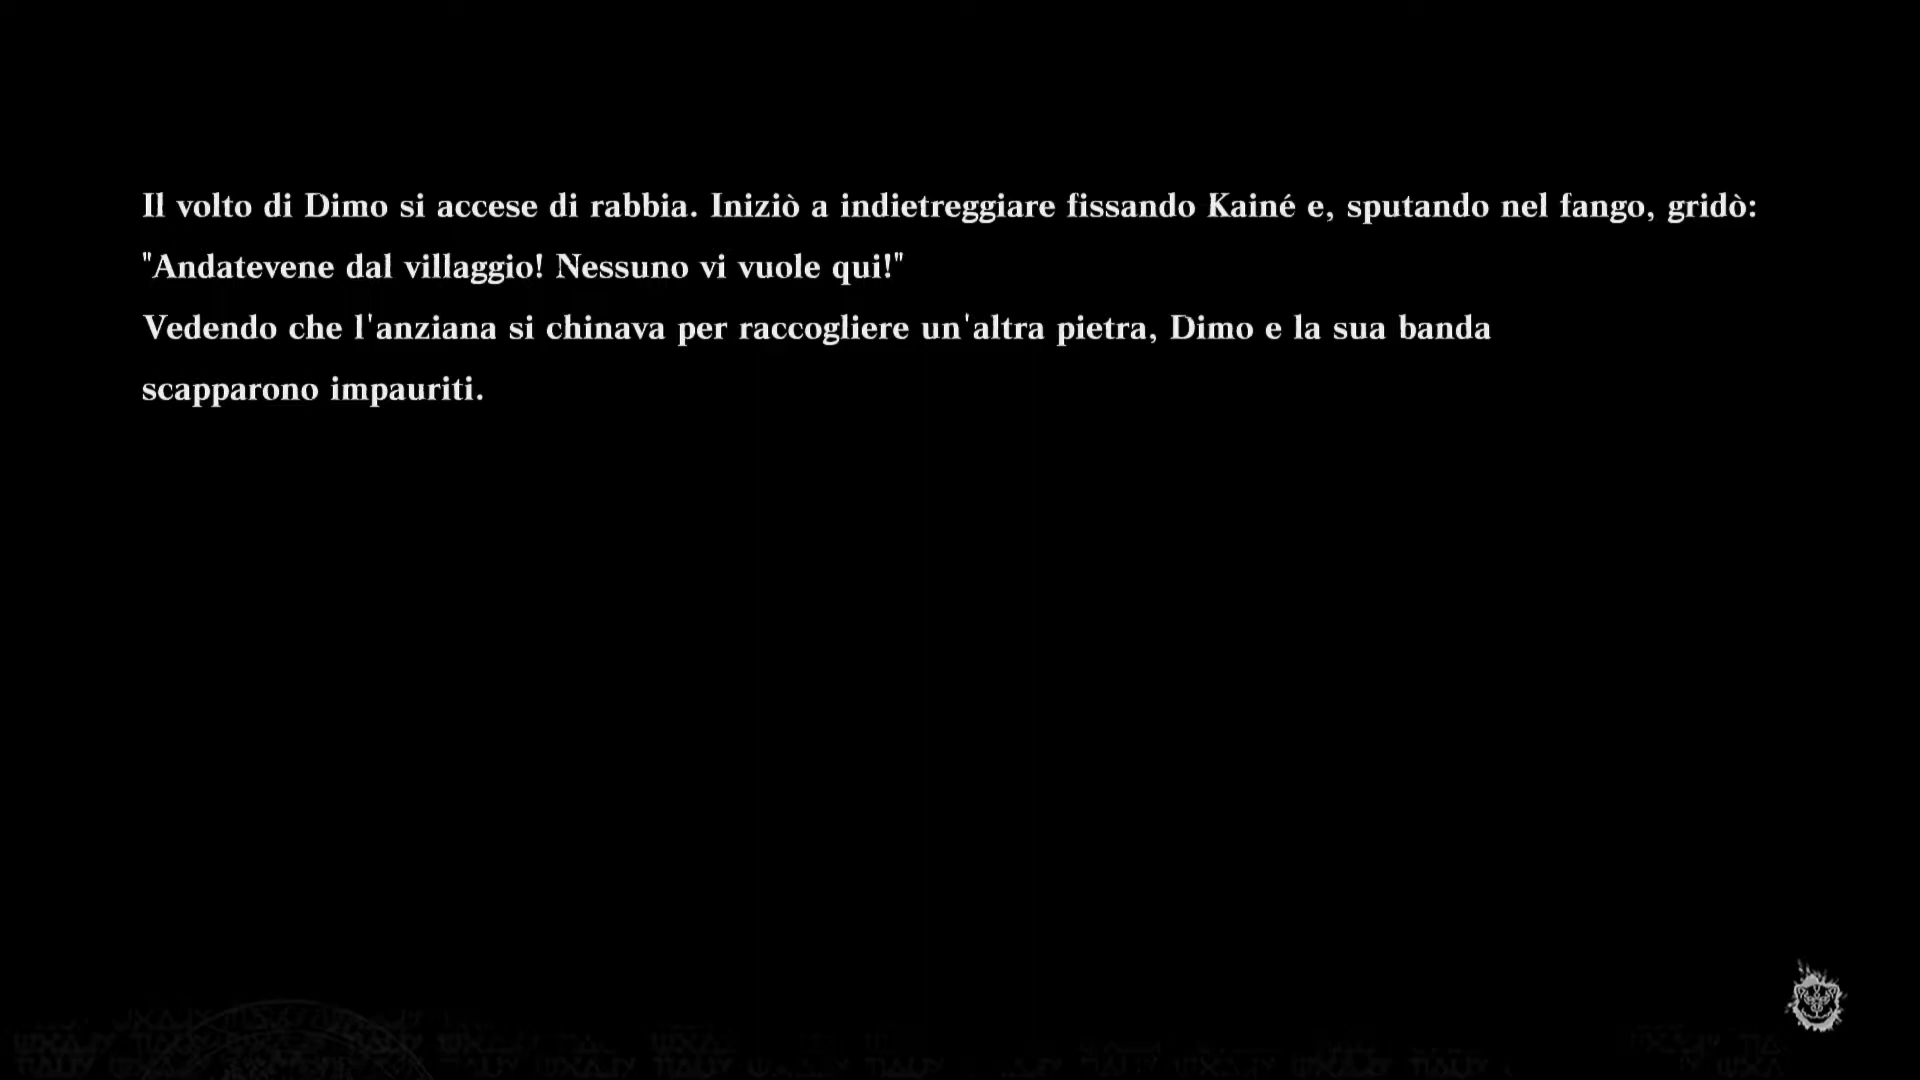 Il volto di Dimo si accese di rabbia. Iniziò a indietreggiare fissando Kainé e, sputando nel fango, gridò:
"Andatevene dal villaggio! Nessuno vi vuole qui!"
Vedendo che l'anziana si chinava per raccogliere un'altra pietra, Dimo e la sua banda
scapparono impauriti.